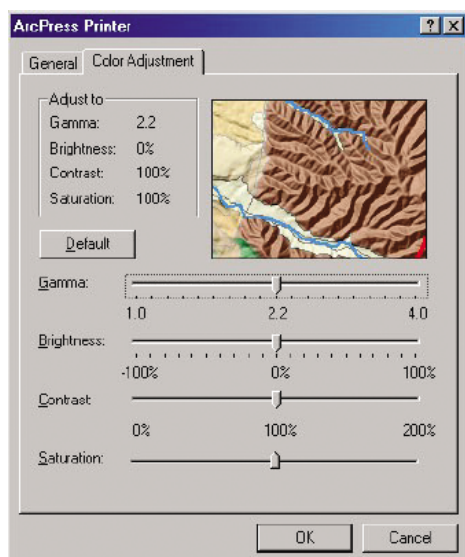 ArcPress Printer
General Color Adjustment
Adjust to
Gamma: 2.2
Brightness: 0%
Contrast: 100%
Saturation: 100%
Default
Gamma:
1.0 2.2 4.0
Brightness:
-100% 0% 100%
Contrast
0% 100% 200%
Saturation:
OK Cancel